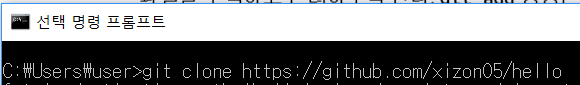 선택 명령 프롬프트
C:₩Users₩user>git clone https://github.com/xizon05/hello